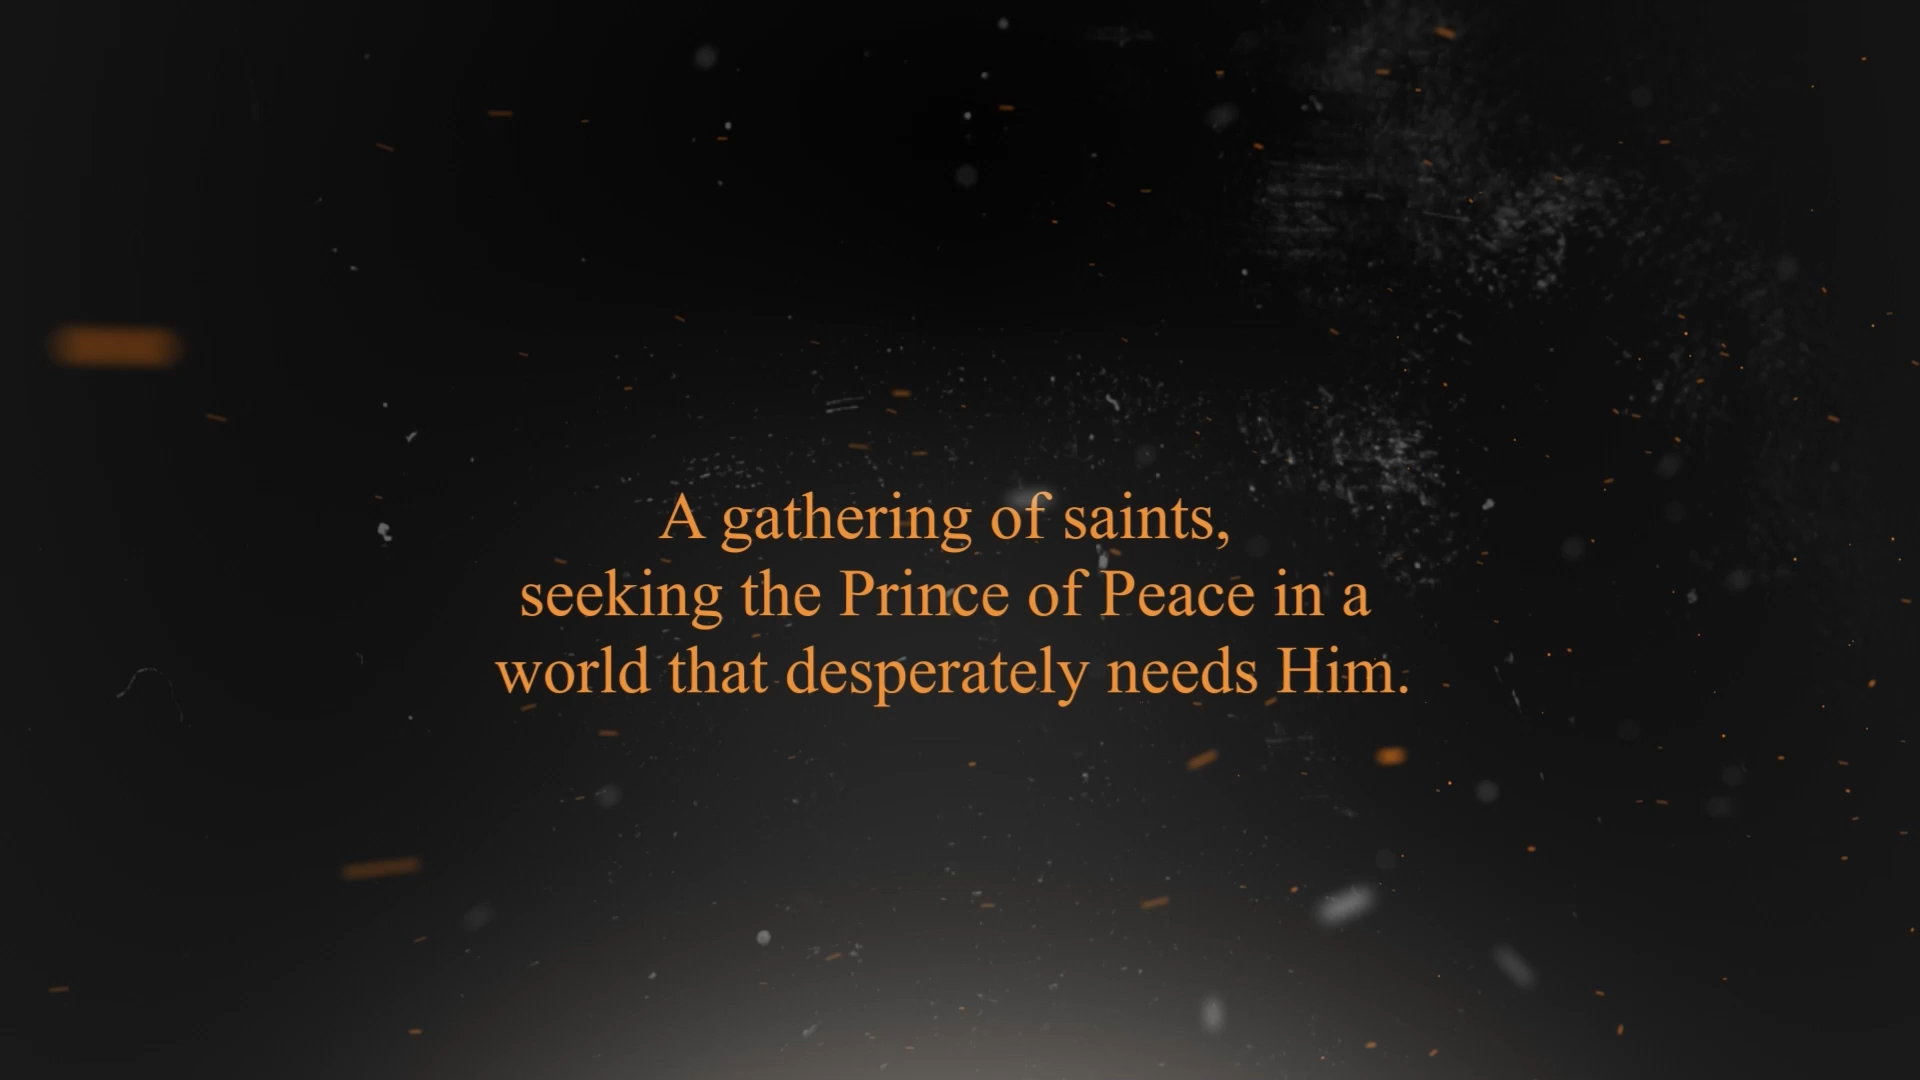 A gathering of saints,
seeking the Prince of Peace in a
world that desperately needs Him.